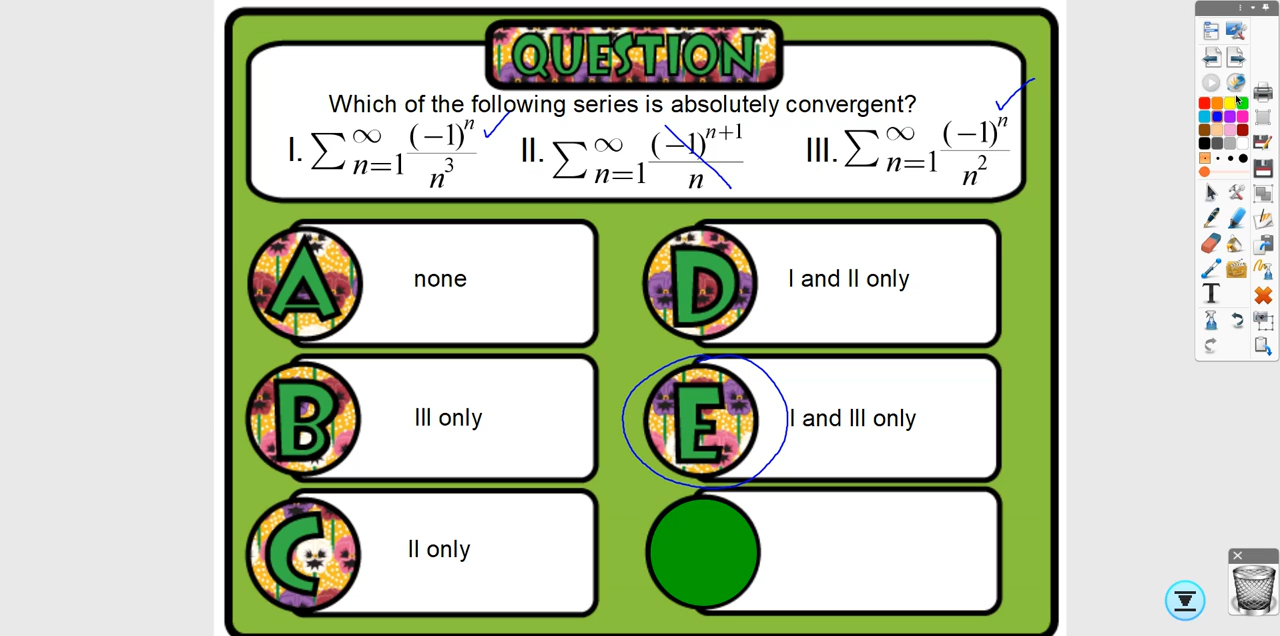 QUESTION
Which of the following series is absolutely convergent?
I. ∑ ∞ n=1 (−1)^n / n^3 II. ∑ ∞ n=1 (−1)^{n+1} / n III. ∑ ∞ n=1 (−1)^n / n^2
A none
D I and II only
B III only
E I and III only
C II only
T